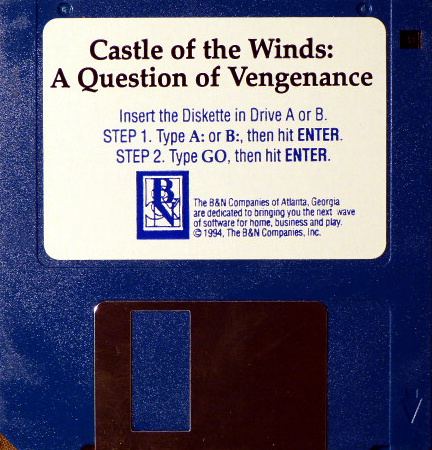 Castle of the Winds:
A Question of Vengenance
Insert the Diskette in Drive A or B.
STEP 1. Type A: or B:, then hit ENTER.
STEP 2. Type GO, then hit ENTER.
B&N
The B&N Companies of Atlanta, Georgia
are dedicated to bringing you the next wave
of software for home, business and play.
© 1994, The B&N Companies, Inc.